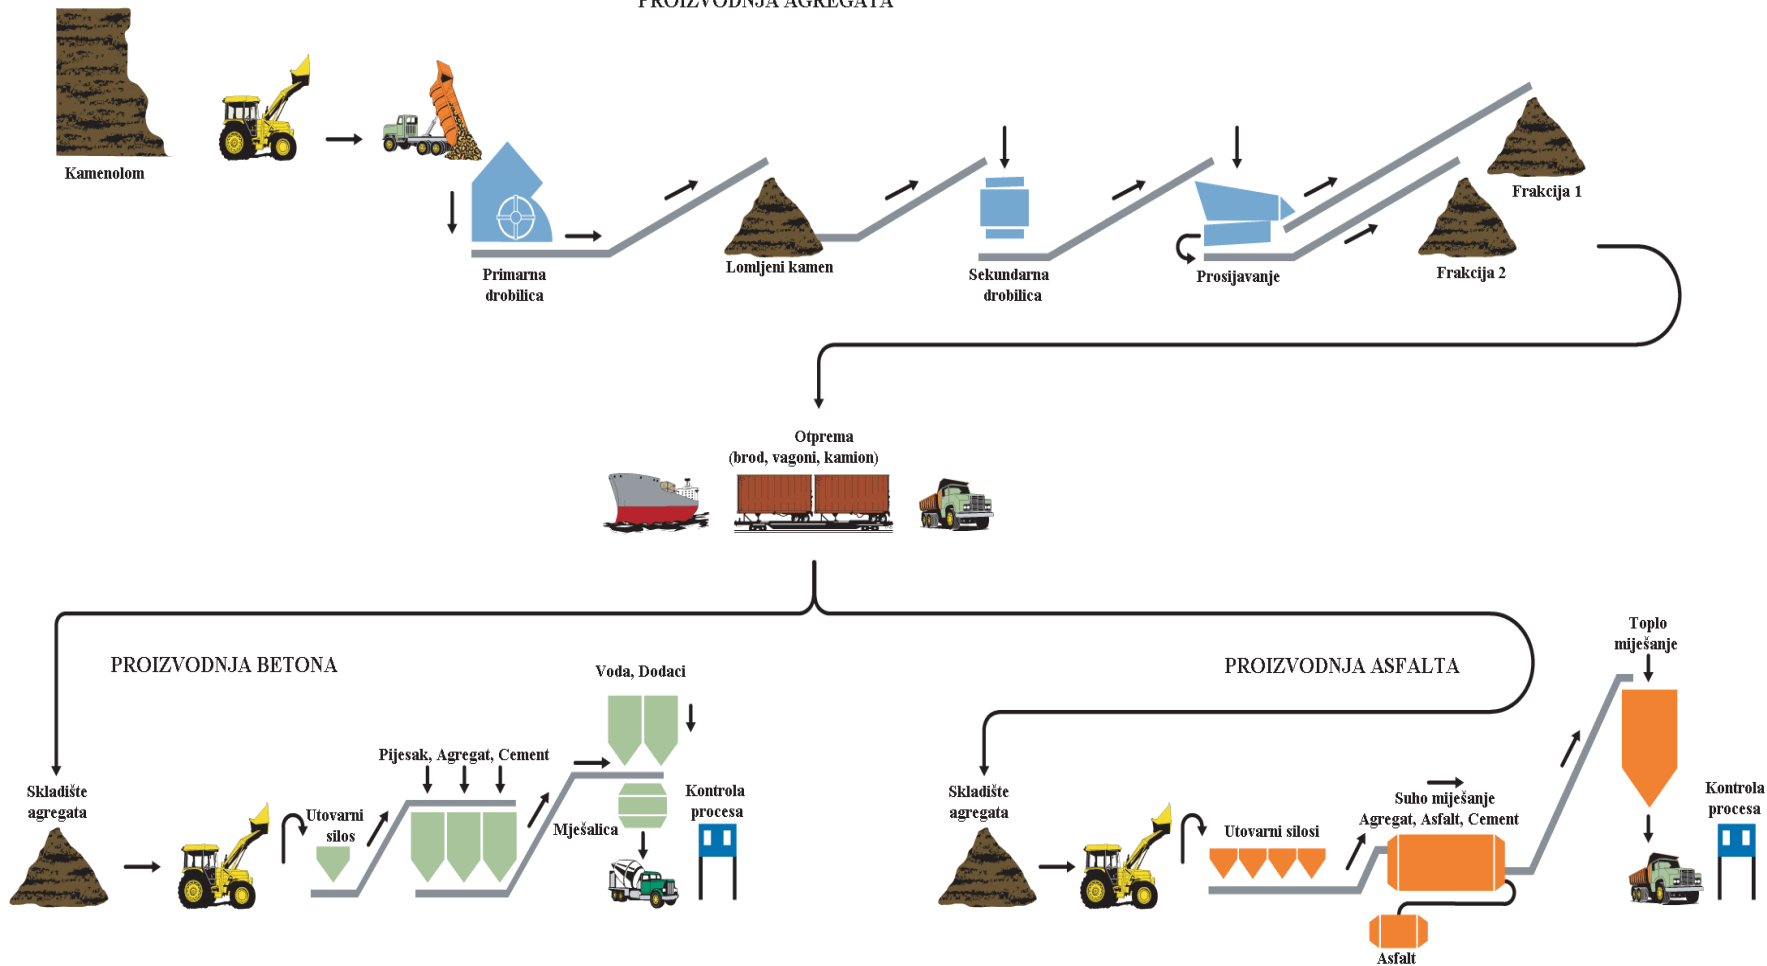 PROIZVODNJA AGREGATA
Kamenolom
Primarna
drobilica
Lomljeni kamen
Sekundarna
drobilica
Prosijavanje
Frakcija 1
Frakcija 2
Otprema
(brod, vagoni, kamion)
PROIZVODNJA BETONA
Skladište
agregata
Utovarni
silos
Pijesak, Agregat, Cement
Voda, Dodaci
Mješalica
Kontrola
procesa
PROIZVODNJA ASFALTA
Skladište
agregata
Utovarni silosi
Suho miješanje
Agregat, Asfalt, Cement
Asfalt
Toplo
miješanje
Kontrola
procesa